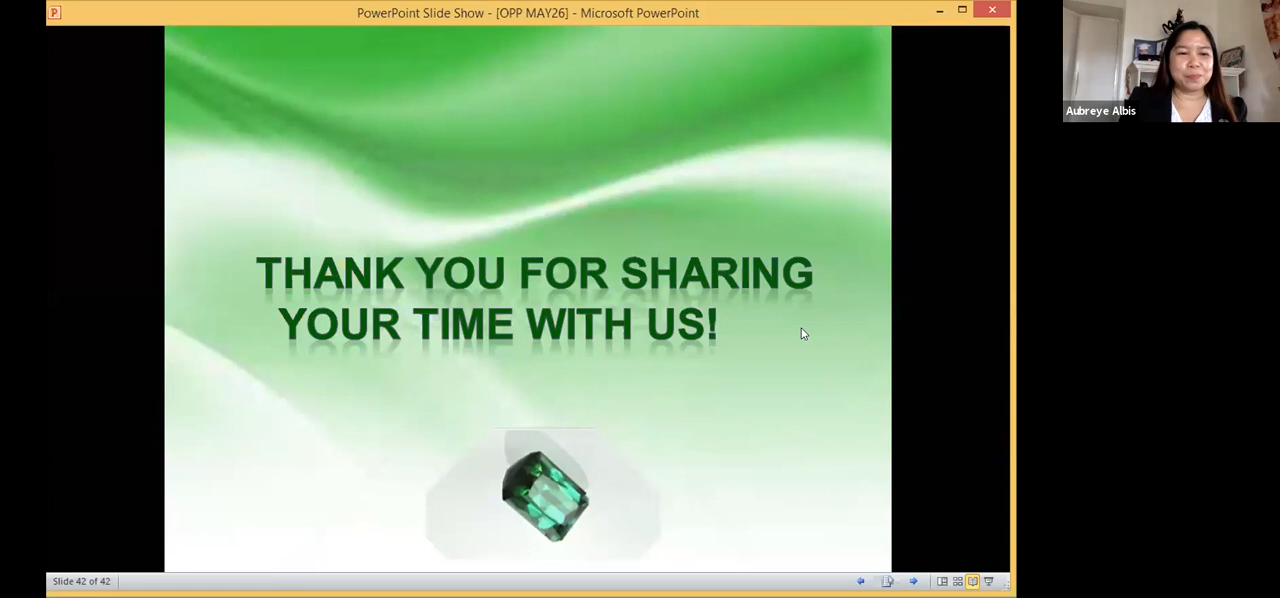 PowerPoint Slide Show - [OPP MAY26] - Microsoft PowerPoint
Aubreye Albis
THANK YOU FOR SHARING
YOUR TIME WITH US!
Slide 42 of 42